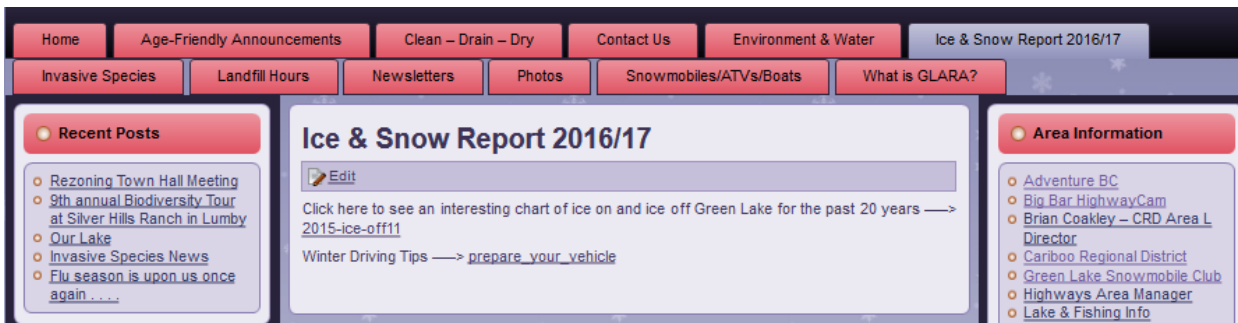 Home Age-Friendly Announcements Clean – Drain – Dry Contact Us Environment & Water Ice & Snow Report 2016/17
Invasive Species Landfill Hours Newsletters Photos Snowmobiles/ATVs/Boats What is GLARA?
Recent Posts
Rezoning Town Hall Meeting
9th annual Biodiversity Tour
at Silver Hills Ranch in Lumby
Our Lake
Invasive Species News
Flu season is upon us once
again . . . .
Ice & Snow Report 2016/17
Edit
Click here to see an interesting chart of ice on and ice off Green Lake for the past 20 years —–>
2015-ice-off11
Winter Driving Tips —–> prepare_your_vehicle
Area Information
Adventure BC
Big Bar HighwayCam
Brian Coakley – CRD Area L
Director
Cariboo Regional District
Green Lake Snowmobile Club
Highways Area Manager
Lake & Fishing Info